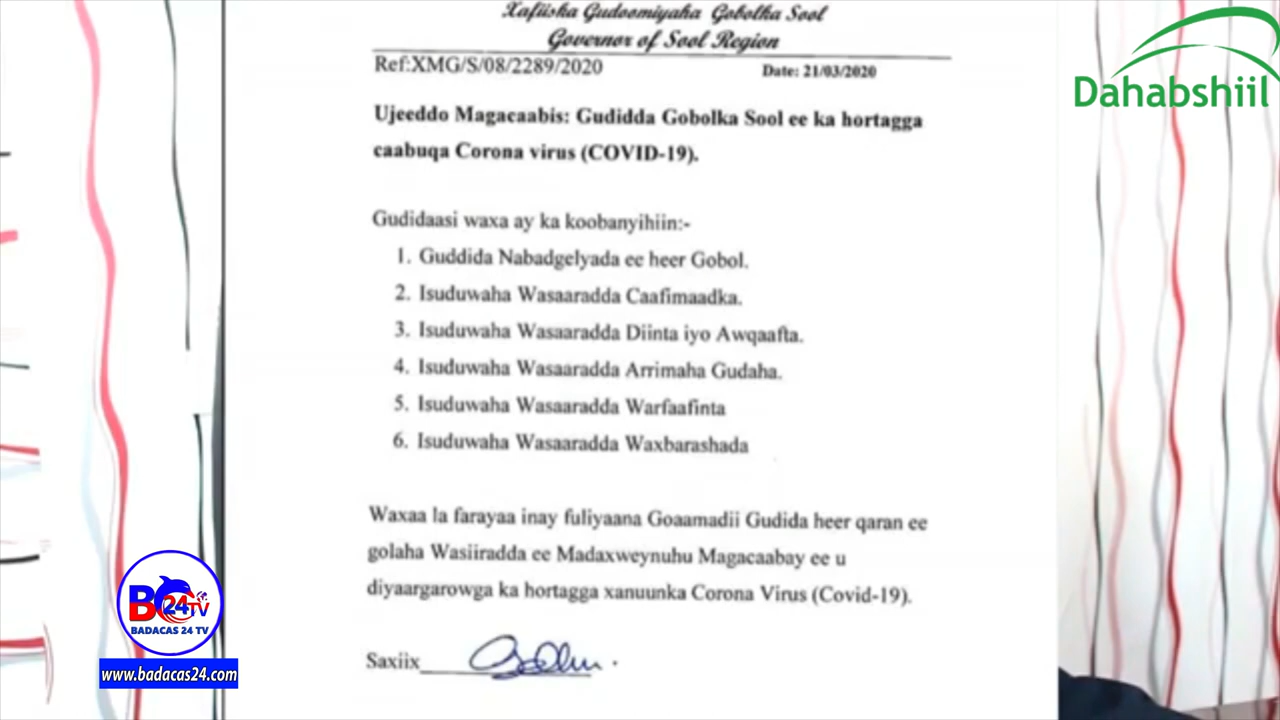 Xafiiska Gudoomiyaha Gobolka Sool
Governor of Sool Region
Ref:XMG/S/08/2289/2020
Date: 21/03/2020
Dahabshiil
Ujeeddo Magacaabis: Gudidda Gobolka Sool ee ka hortagga
caabuqa Corona virus (COVID-19).
Gudidaasi waxa ay ka koobanyihiin:-
1. Guddida Nabadgelyada ee heer Gobol.
2. Isuduwaha Wasaaradda Caafimaadka.
3. Isuduwaha Wasaaradda Diinta iyo Awqaafta.
4. Isuduwaha Wasaaradda Arrimaha Gudaha.
5. Isuduwaha Wasaaradda Warfaafinta
6. Isuduwaha Wasaaradda Waxbarashada
Waxaa la farayaa inay fuliyaana Goaamadii Gudida heer qaran ee
golaha Wasiiradda ee Madaxweynuhu Magacaabay ee u
diyaargarowga ka hortagga xanuunka Corona Virus (Covid-19).
Saxiix
BC 24 TV
BADACAS 24 TV
www.badacas24.com